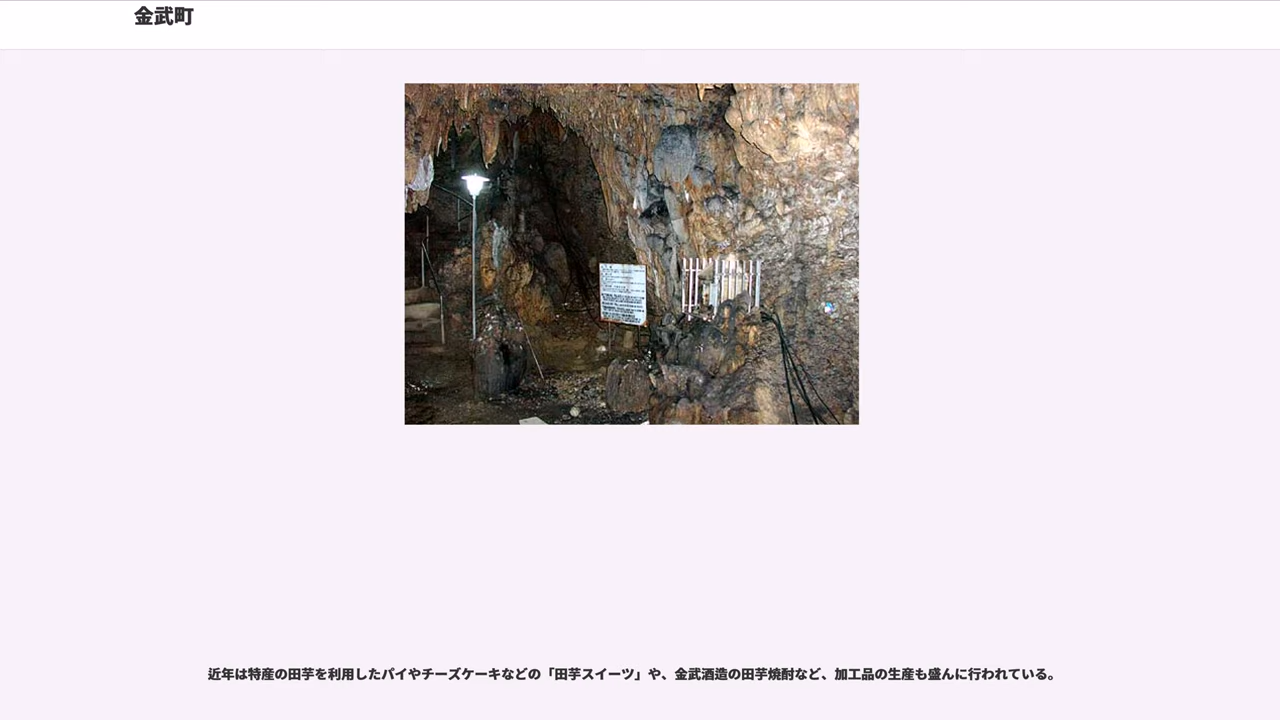 金武町
近年は特産の田芋を利用したパイやチーズケーキなどの「田芋スイーツ」や、金武酒造の田芋焼酎など、加工品の生産も盛んに行われている。